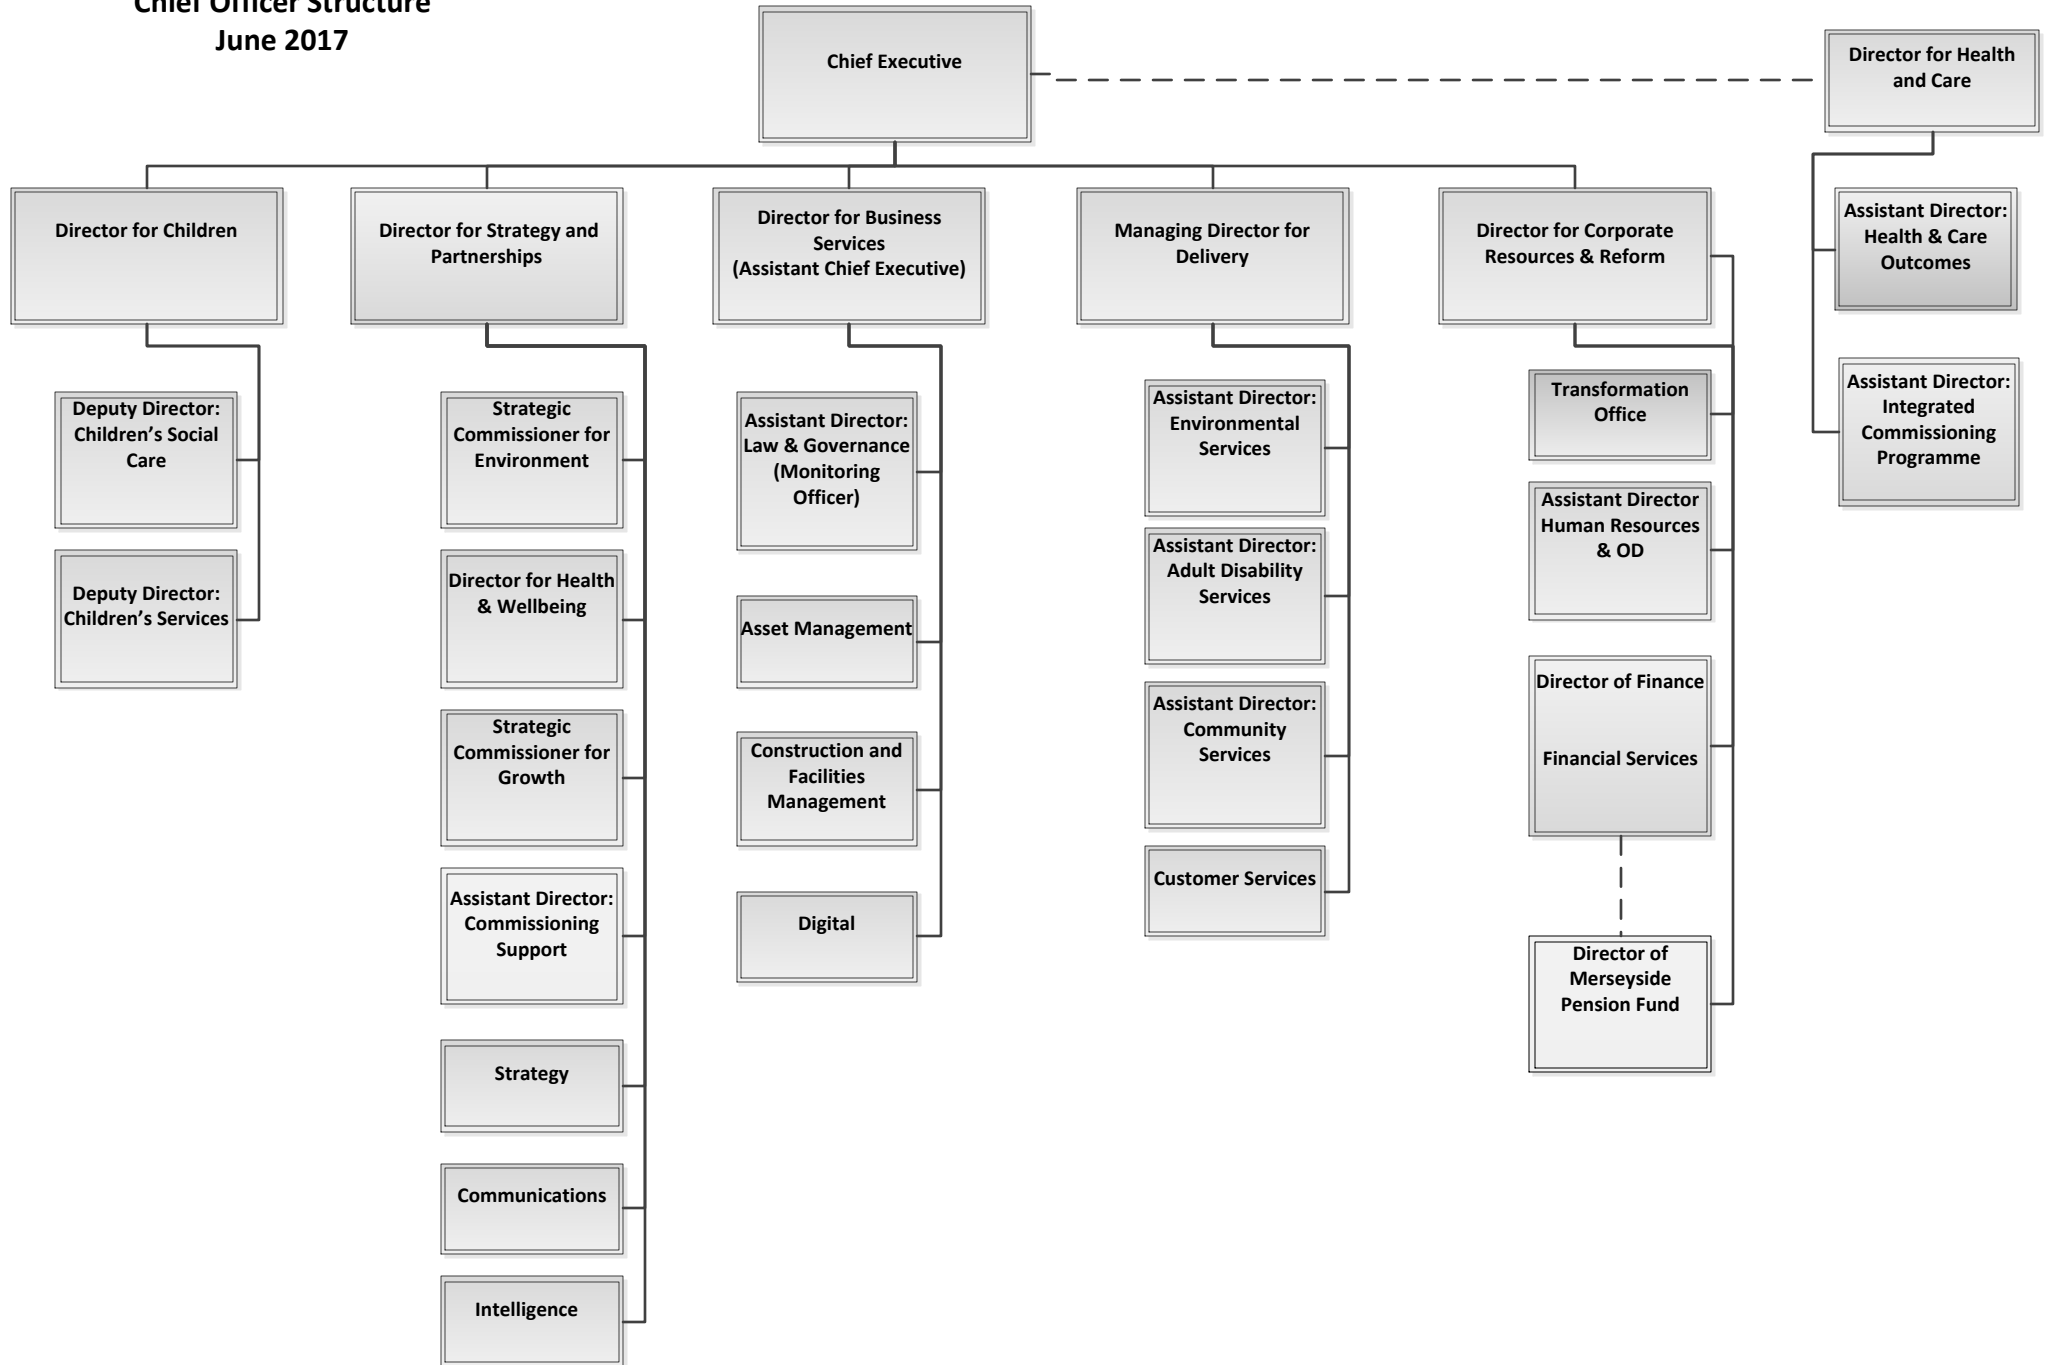 Chief Officer Structure
June 2017
Chief Executive
Director for Health
and Care
Director for Children
Director for Strategy and
Partnerships
Director for Business
Services
(Assistant Chief Executive)
Managing Director for
Delivery
Director for Corporate
Resources & Reform
Assistant Director:
Health & Care
Outcomes
Assistant Director:
Integrated
Commissioning
Programme
Deputy Director:
Children’s Social
Care
Deputy Director:
Children’s Services
Strategic
Commissioner for
Environment
Director for Health
& Wellbeing
Strategic
Commissioner for
Growth
Assistant Director:
Commissioning
Support
Strategy
Communications
Intelligence
Assistant Director:
Law & Governance
(Monitoring
Officer)
Asset Management
Construction and
Facilities
Management
Digital
Assistant Director:
Environmental
Services
Assistant Director:
Adult Disability
Services
Assistant Director:
Community
Services
Customer Services
Transformation
Office
Assistant Director
Human Resources
& OD
Director of Finance
Financial Services
Director of
Merseyside
Pension Fund